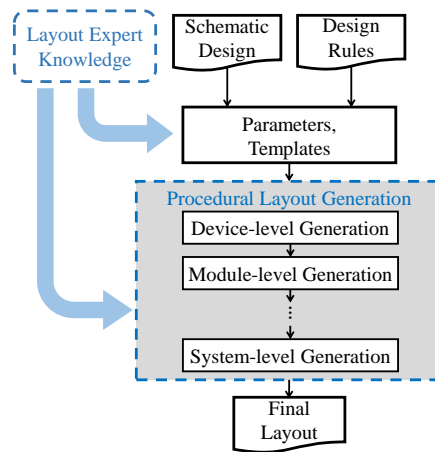 Layout Expert
Knowledge
Schematic
Design
Design
Rules
Parameters,
Templates
Procedural Layout Generation
Device-level Generation
Module-level Generation
...
System-level Generation
Final
Layout